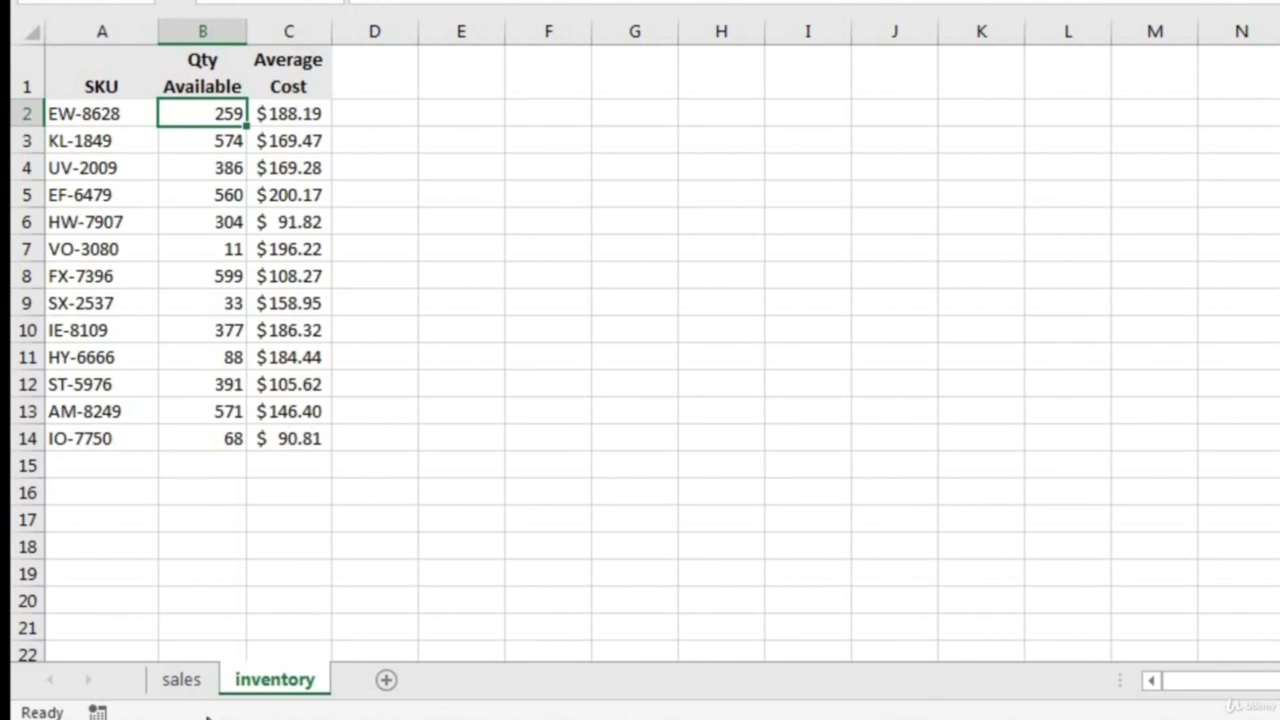 A B C D E F G H I J K L M N
Qty Average
1 SKU Available Cost
2 EW-8628 259 $188.19
3 KL-1849 574 $169.47
4 UV-2009 386 $169.28
5 EF-6479 560 $200.17
6 HW-7907 304 $ 91.82
7 VO-3080 11 $196.22
8 FX-7396 599 $108.27
9 SX-2537 33 $158.95
10 IE-8109 377 $186.32
11 HY-6666 88 $184.44
12 ST-5976 391 $105.62
13 AM-8249 571 $146.40
14 IO-7750 68 $ 90.81
15
16
17
18
19
20
21
22
sales inventory
Ready
Udemy